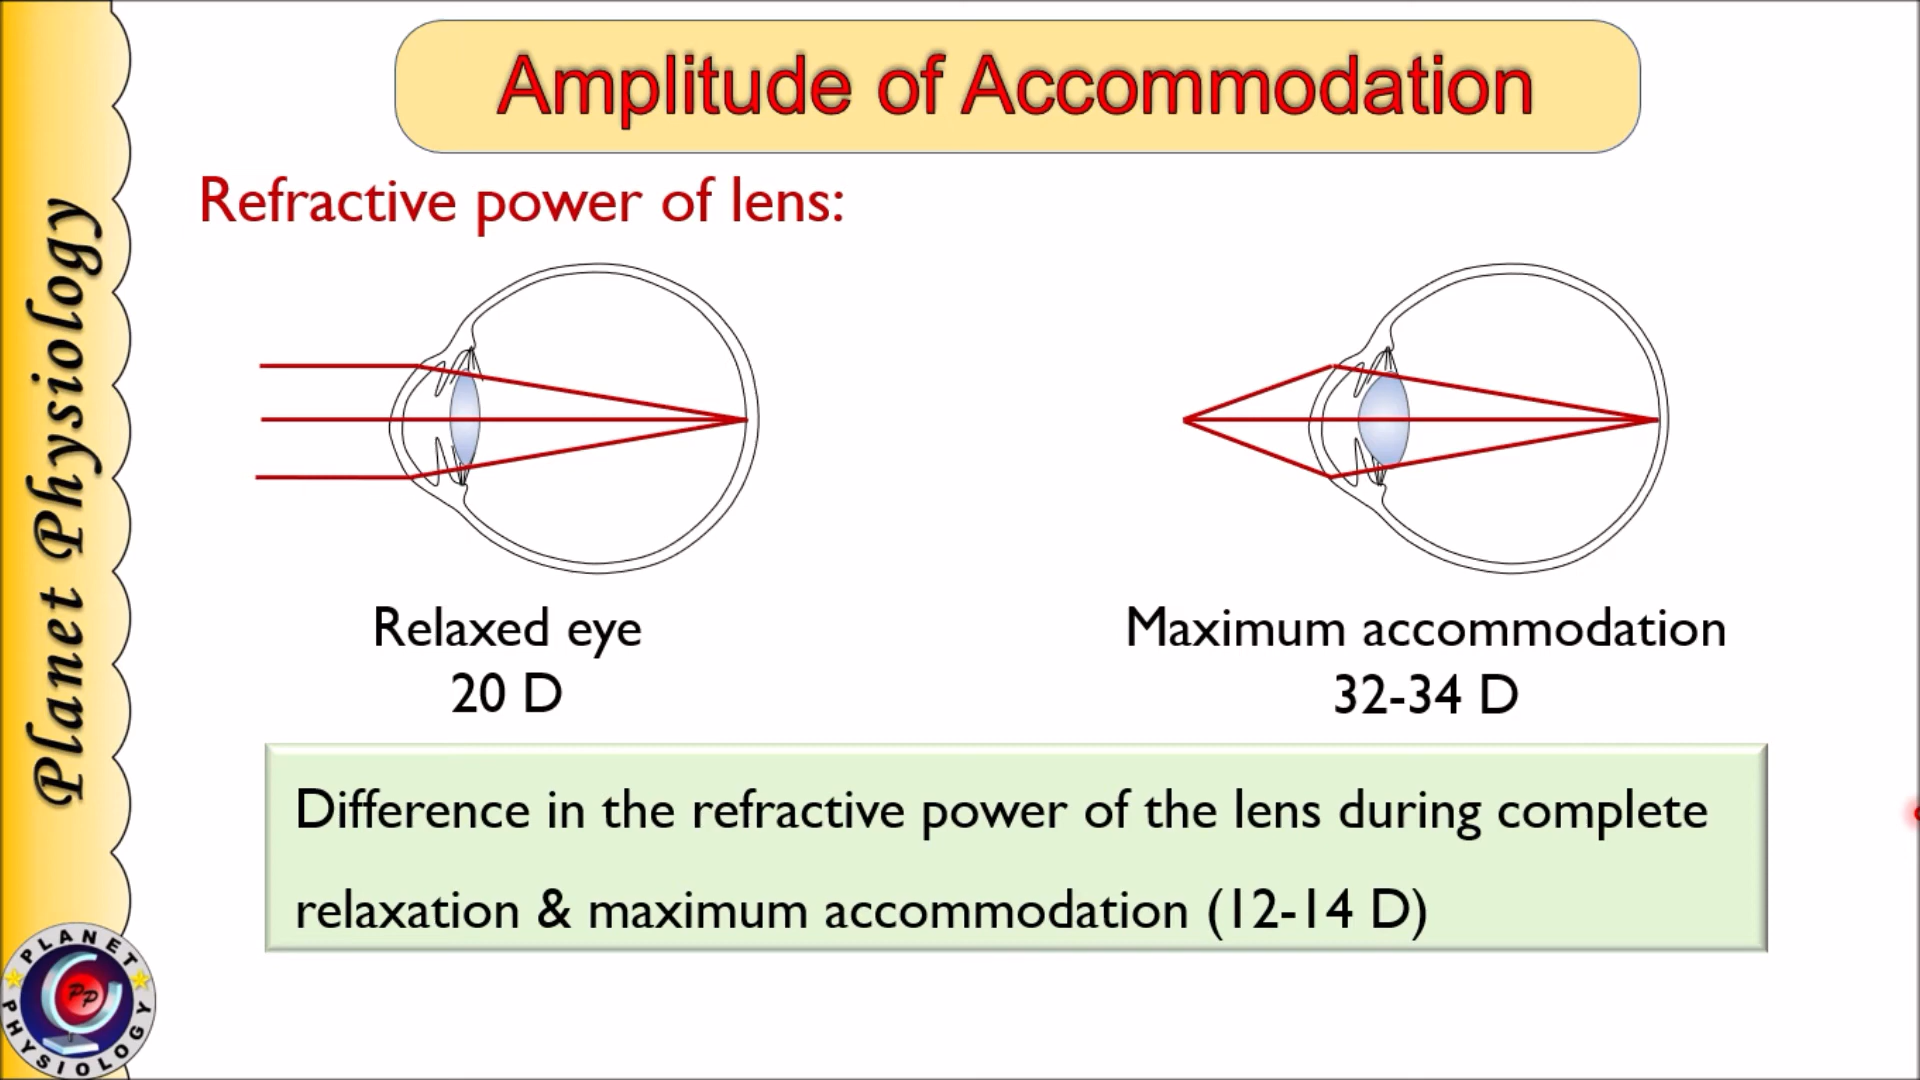 Amplitude of Accommodation
Refractive power of lens:
Relaxed eye
20 D
Maximum accommodation
32-34 D
Difference in the refractive power of the lens during complete
relaxation & maximum accommodation (12-14 D)
Planet Physiology
PLANET
PP
PHYSIOLOGY